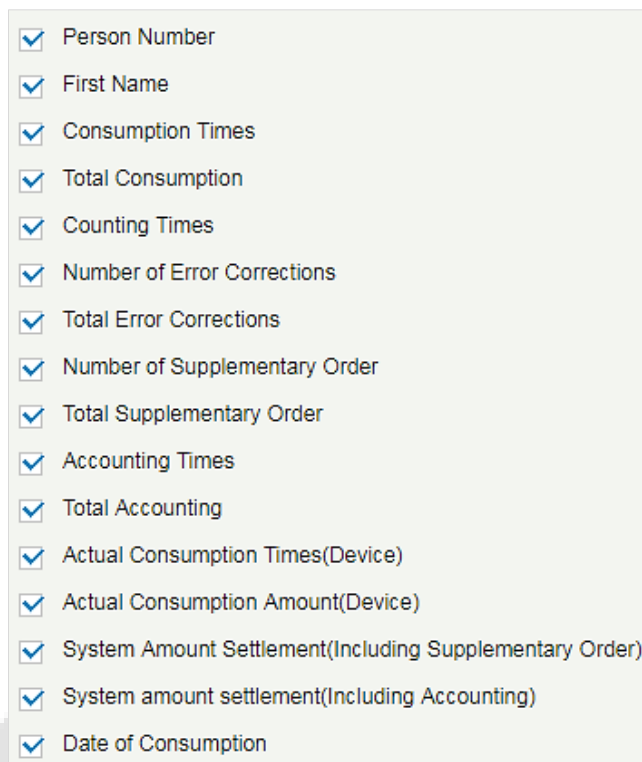 Person Number
First Name
Consumption Times
Total Consumption
Counting Times
Number of Error Corrections
Total Error Corrections
Number of Supplementary Order
Total Supplementary Order
Accounting Times
Total Accounting
Actual Consumption Times(Device)
Actual Consumption Amount(Device)
System Amount Settlement(Including Supplementary Order)
System amount settlement(Including Accounting)
Date of Consumption